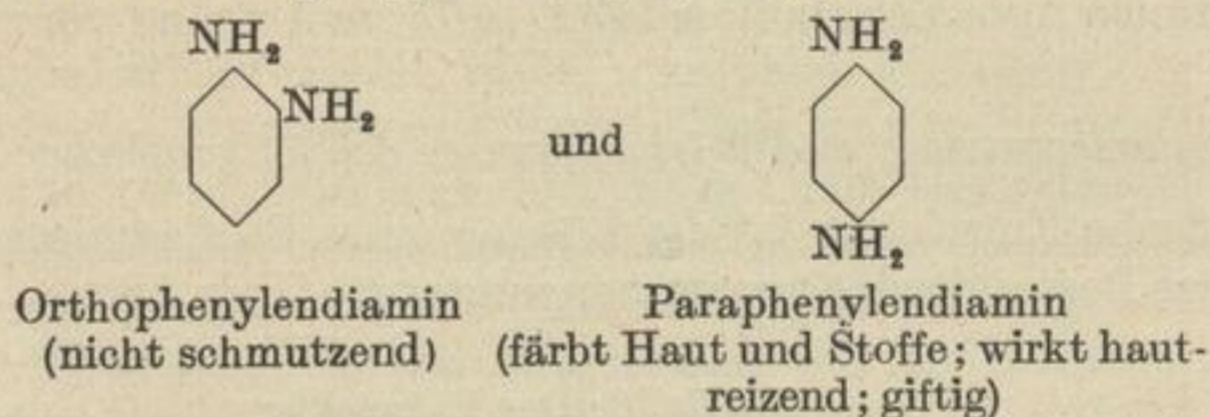 NH₂ NH₂
NH₂
und
NH₂
Orthophenylendiamin Paraphenylendiamin
(nicht schmutzend) (färbt Haut und Stoffe; wirkt haut-
reizend; giftig)